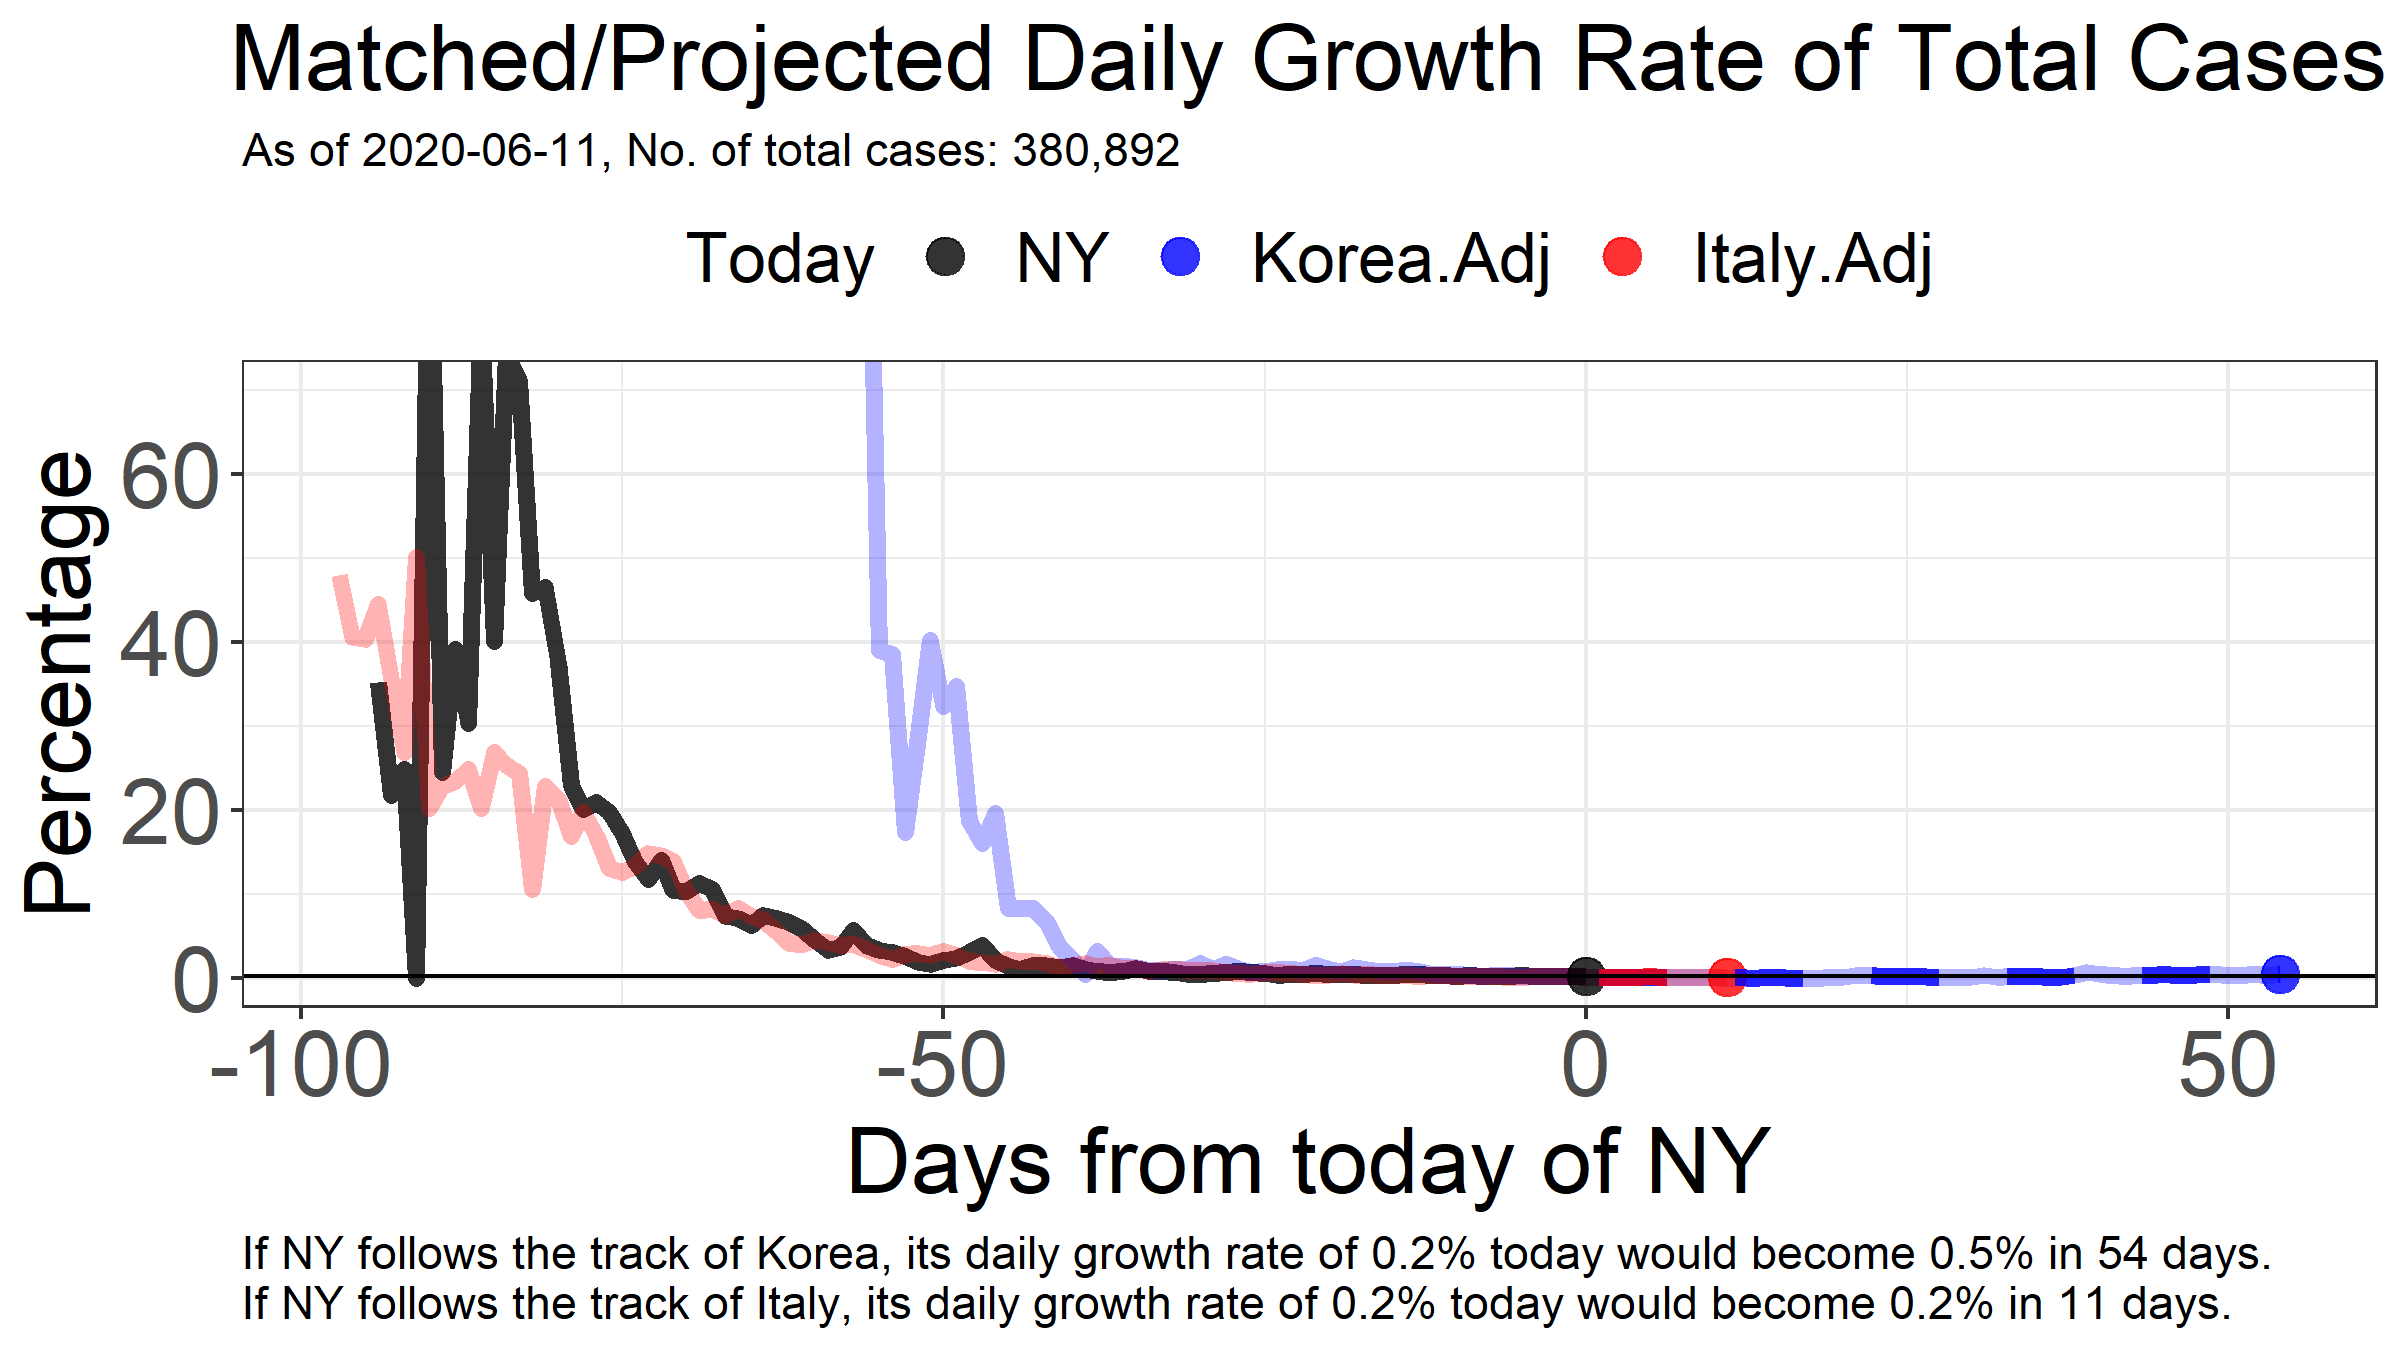 Matched/Projected Daily Growth Rate of Total Cases
As of 2020-06-11, No. of total cases: 380,892
Today NY Korea.Adj Italy.Adj
Percentage
60
40
20
0
-100 -50 0 50
Days from today of NY
If NY follows the track of Korea, its daily growth rate of 0.2% today would become 0.5% in 54 days.
If NY follows the track of Italy, its daily growth rate of 0.2% today would become 0.2% in 11 days.